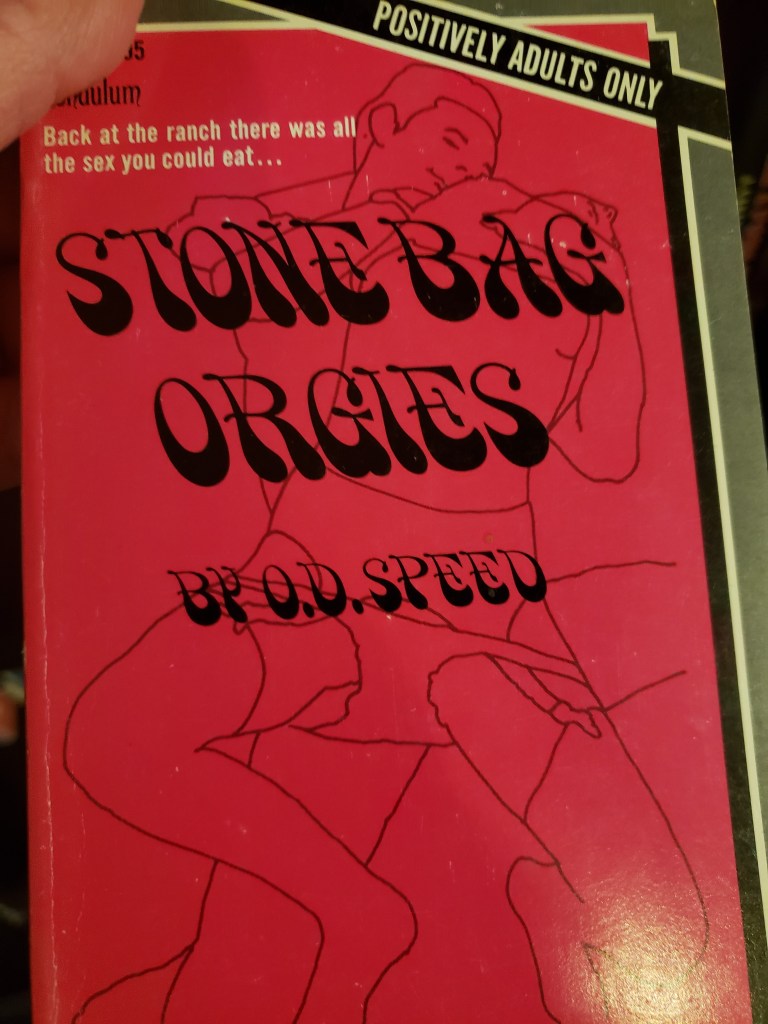 POSITIVELY ADULTS ONLY
Back at the ranch there was all
the sex you could eat...
STONE BAG
ORGIES
BY O.D. SPEED